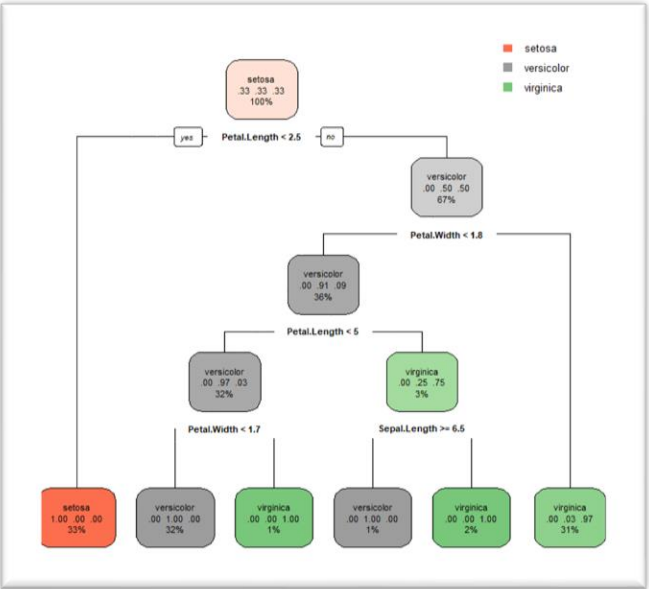 setosa
versicolor
virginica
setosa
.33 .33 .33
100%
yes
Petal.Length < 2.5
no
versicolor
.00 .50 .50
67%
Petal.Width < 1.8
versicolor
.00 .91 .09
36%
Petal.Length < 5
versicolor
.00 .97 .03
32%
virginica
.00 .25 .75
3%
Petal.Width < 1.7
Sepal.Length >= 6.5
setosa
1.00 .00 .00
33%
versicolor
.00 1.00 .00
32%
virginica
.00 .00 1.00
1%
versicolor
.00 1.00 .00
1%
virginica
.00 .00 1.00
2%
virginica
.00 .03 .97
31%